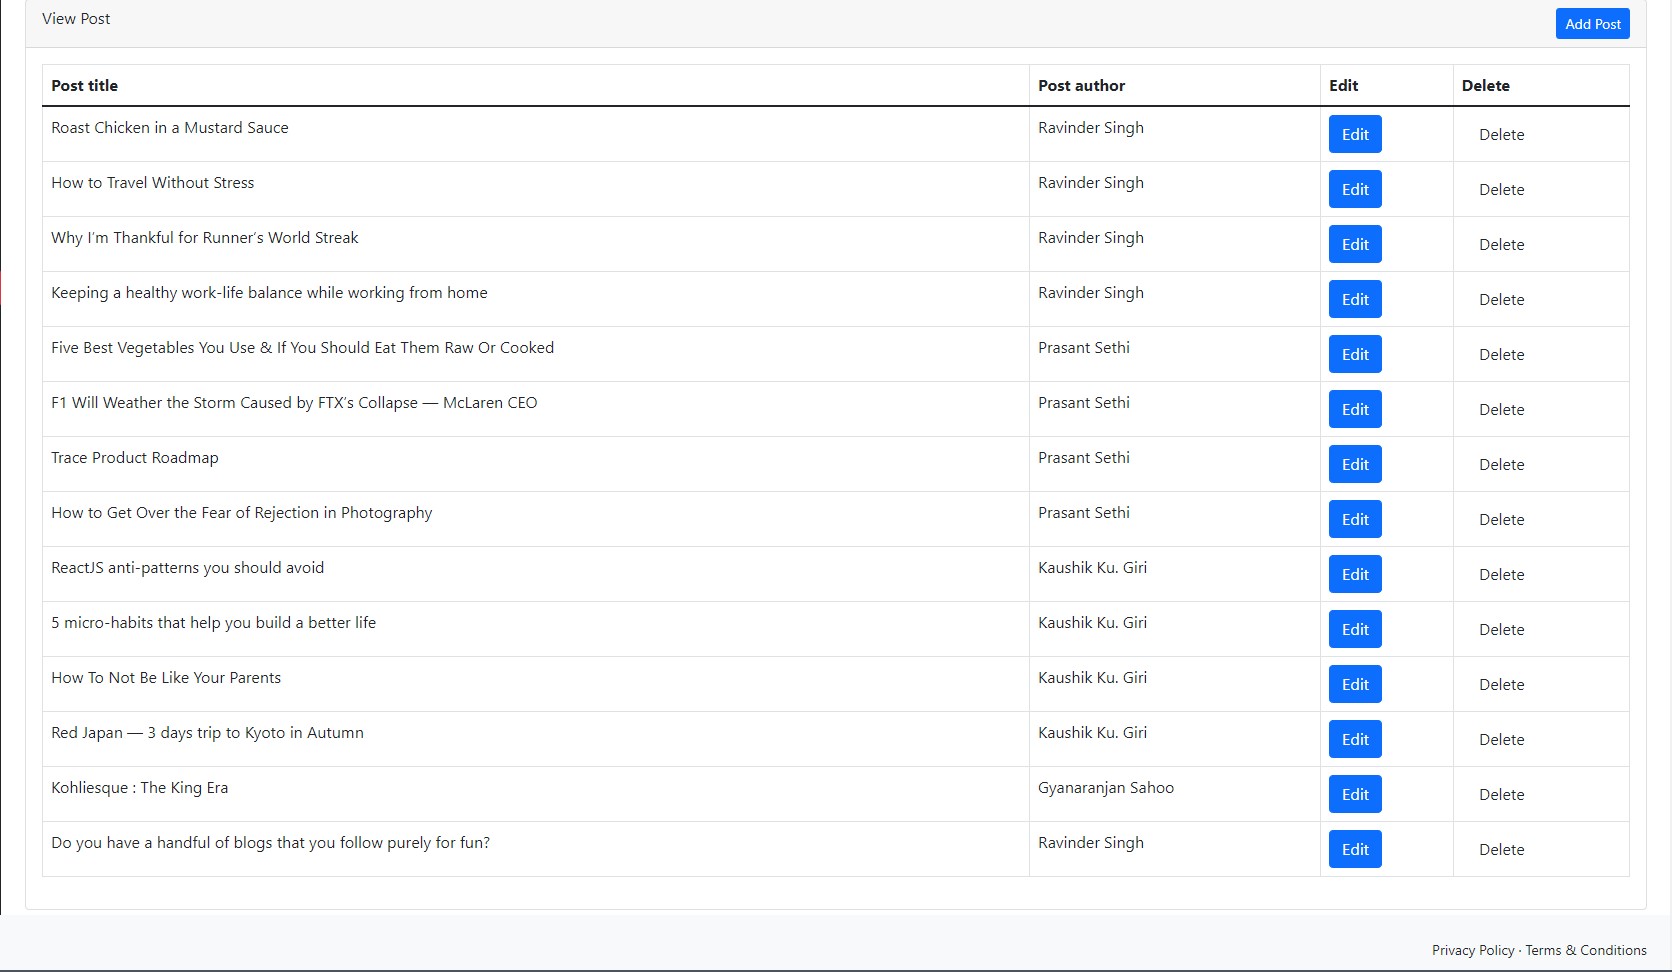 View Post Add Post
Post title Post author Edit Delete
Roast Chicken in a Mustard Sauce Ravinder Singh Edit Delete
How to Travel Without Stress Ravinder Singh Edit Delete
Why I’m Thankful for Runner’s World Streak Ravinder Singh Edit Delete
Keeping a healthy work-life balance while working from home Ravinder Singh Edit Delete
Five Best Vegetables You Use & If You Should Eat Them Raw Or Cooked Prasant Sethi Edit Delete
F1 Will Weather the Storm Caused by FTX’s Collapse — McLaren CEO Prasant Sethi Edit Delete
Trace Product Roadmap Prasant Sethi Edit Delete
How to Get Over the Fear of Rejection in Photography Prasant Sethi Edit Delete
ReactJS anti-patterns you should avoid Kaushik Ku. Giri Edit Delete
5 micro-habits that help you build a better life Kaushik Ku. Giri Edit Delete
How To Not Be Like Your Parents Kaushik Ku. Giri Edit Delete
Red Japan — 3 days trip to Kyoto in Autumn Kaushik Ku. Giri Edit Delete
Kohliesque : The King Era Gyanaranjan Sahoo Edit Delete
Do you have a handful of blogs that you follow purely for fun? Ravinder Singh Edit Delete
Privacy Policy · Terms & Conditions